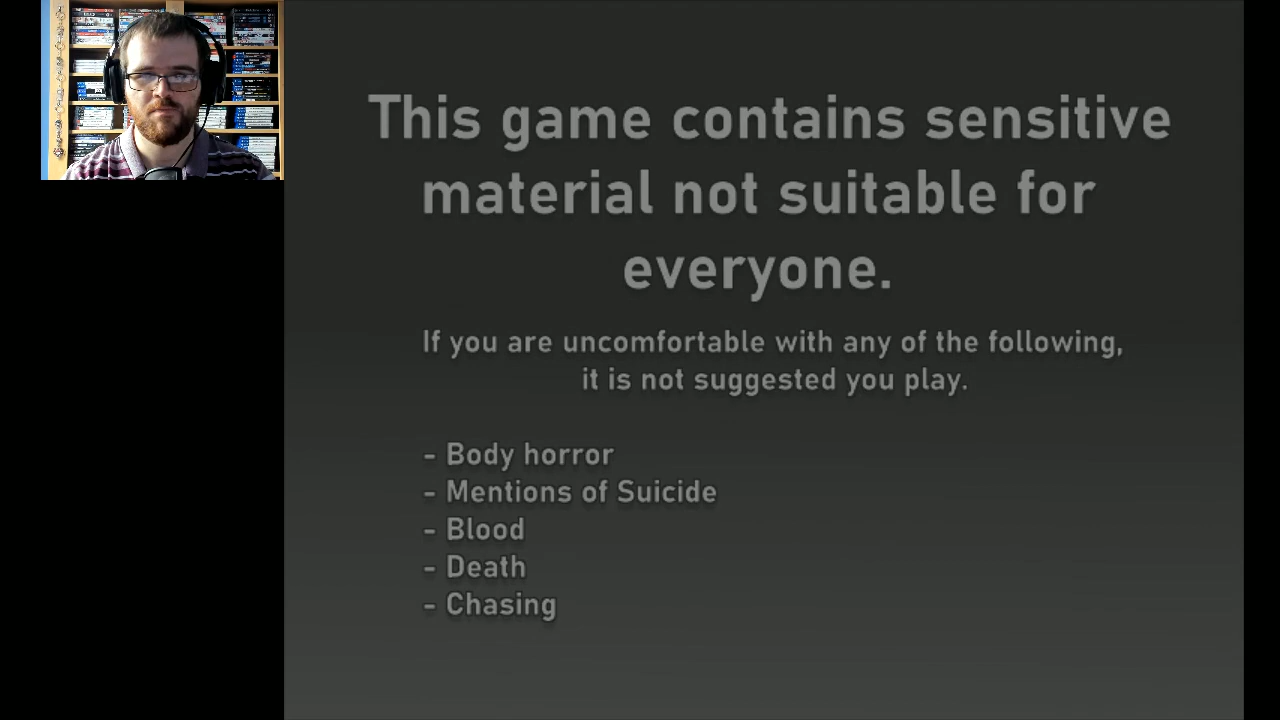 This game contains sensitive
material not suitable for
everyone.
If you are uncomfortable with any of the following,
it is not suggested you play.
- Body horror
- Mentions of Suicide
- Blood
- Death
- Chasing